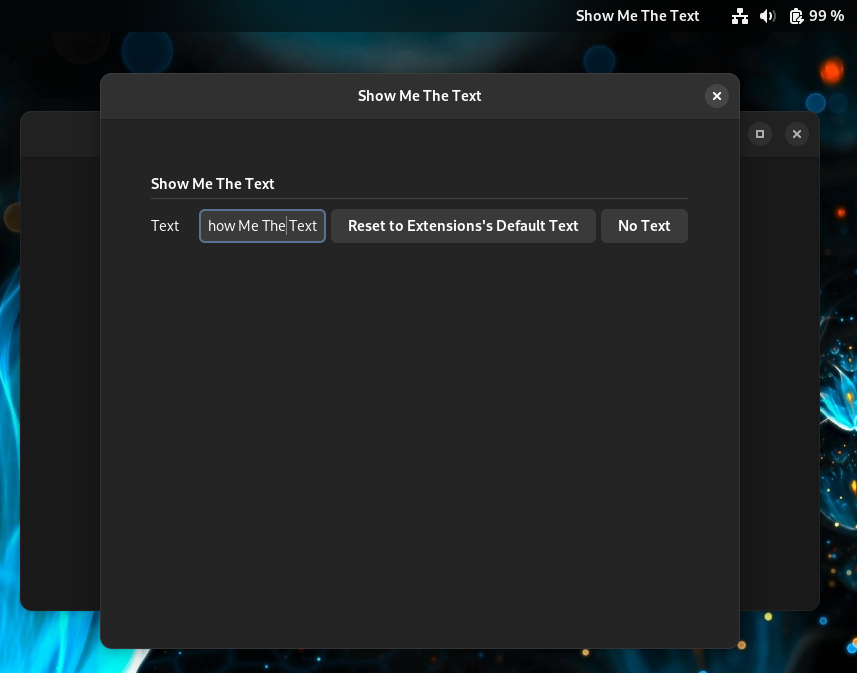 Show Me The Text 99 %
Show Me The Text
Show Me The Text
Text how Me The Text Reset to Extensions's Default Text No Text